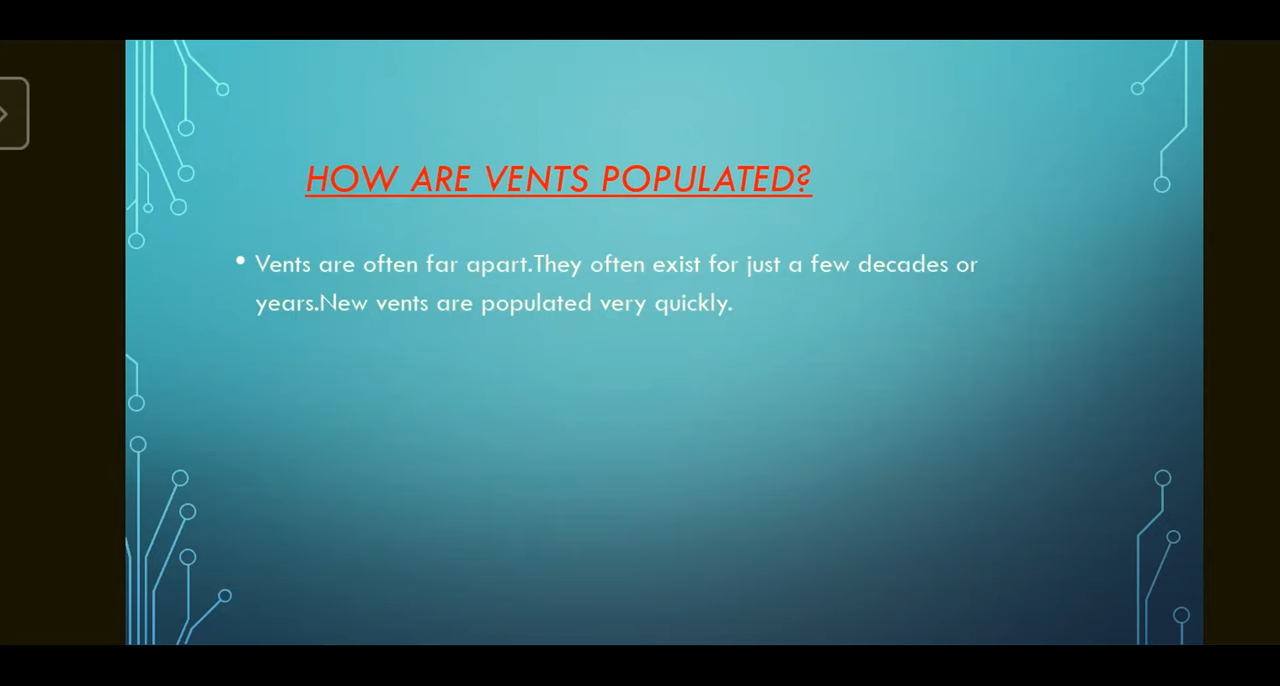 HOW ARE VENTS POPULATED?
• Vents are often far apart.They often exist for just a few decades or
years.New vents are populated very quickly.